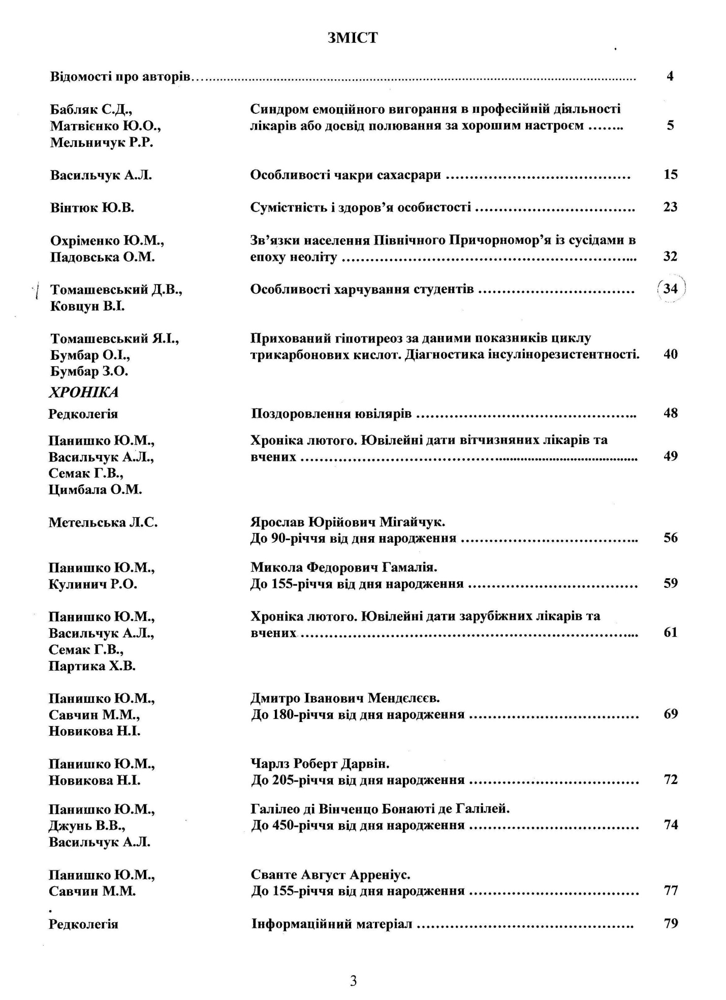 ЗМІСТ
Відомості про авторів........................................................................ 4
Бабляк С.Д., Синдром емоційного вигорання в професійній діяльності
Матвієнко Ю.О., лікарів або досвід полювання за хорошим настроєм ........ 5
Мельничук Р.Р.
Васильчук А.Л. Особливості чакри сахасрари ....................................... 15
Вінтюк Ю.В. Сумістність і здоров’я особистості .................................. 23
Охріменко Ю.М., Зв’язки населення Північного Причорномор’я із сусідами в
Падовська О.М. епоху неоліту .............................................................. 32
Томашевський Д.В., Особливості харчування студентів ................................. 34
Ковцун В.І.
Томашевський Я.І., Прихований гіпотиреоз за даними показників циклу
Бумбар О.І., трикарбонових кислот. Діагностика інсулінорезистентності. 40
Бумбар З.О.
ХРОНІКА
Редколегія Поздоровлення ювілярів .............................................. 48
Панишко Ю.М., Хроніка лютого. Ювілейні дати вітчизняних лікарів та
Васильчук А.Л., вчених ...................................................................... 49
Семак Г.В.,
Цимбала О.М.
Метельська Л.С. Ярослав Юрійович Мігайчук.
До 90-річчя від дня народження ..................................... 56
Панишко Ю.М., Микола Федорович Гамалія.
Кулинич Р.О. До 155-річчя від дня народження .................................... 59
Панишко Ю.М., Хроніка лютого. Ювілейні дати зарубіжних лікарів та
Васильчук А.Л., вчених ...................................................................... 61
Семак Г.В.,
Партика Х.В.
Панишко Ю.М., Дмитро Іванович Мендєлєєв.
Савчин М.М., До 180-річчя від дня народження .................................... 69
Новикова Н.І.
Панишко Ю.М., Чарлз Роберт Дарвін.
Новикова Н.І. До 205-річчя від дня народження .................................... 72
Панишко Ю.М., Галілео ді Вінченцо Бонаюті де Галілей.
Джунь В.В., До 450-річчя від дня народження .................................... 74
Васильчук А.Л.
Панишко Ю.М., Сванте Август Арреніус.
Савчин М.М. До 155-річчя від дня народження .................................... 77
Редколегія Інформаційний матеріал .............................................. 79
3